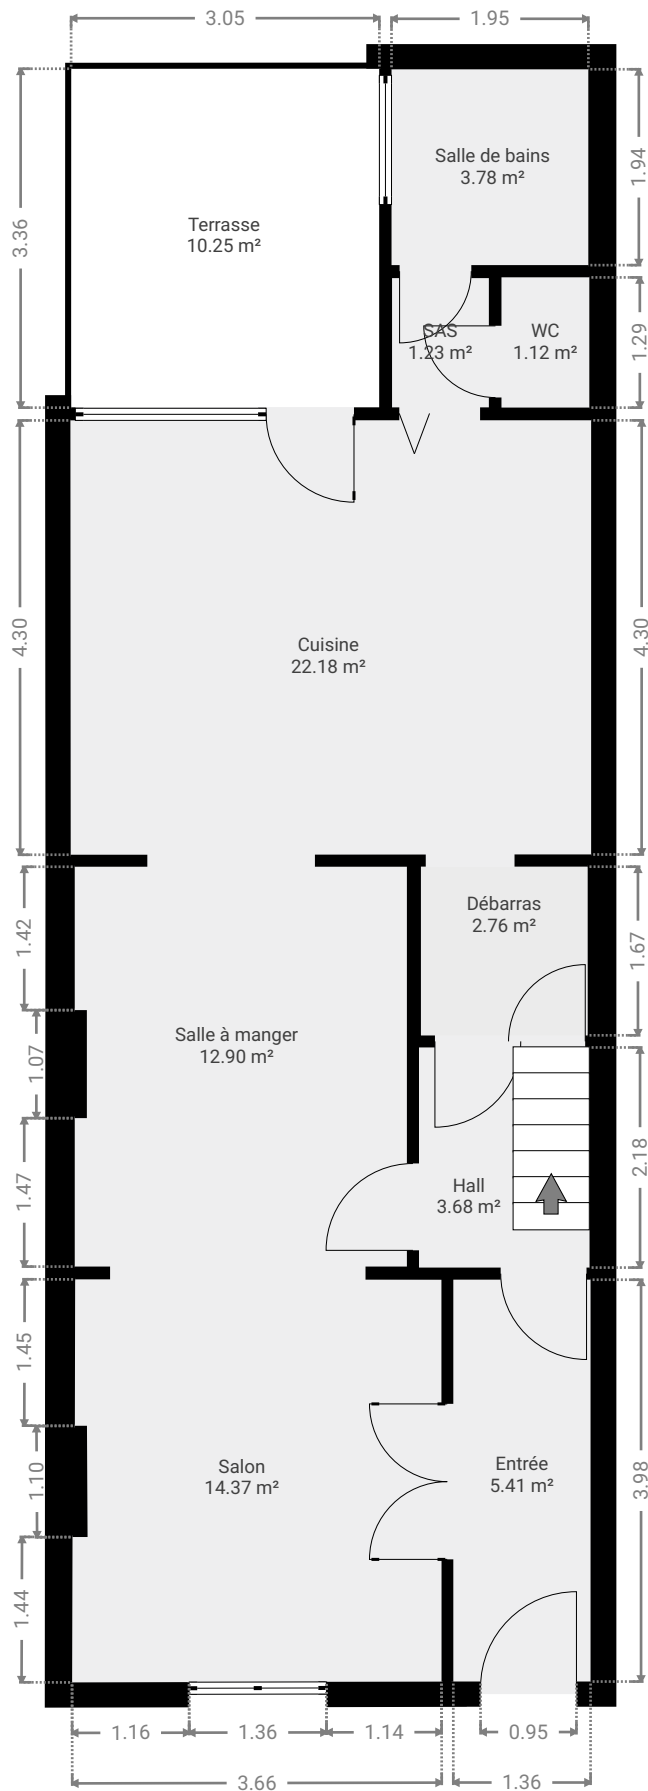 3.05
1.95
Salle de bains
3.78 m²
1.94
Terrasse
10.25 m²
3.36
SAS
1.23 m²
WC
1.12 m²
1.29
4.30
4.30
Cuisine
22.18 m²
1.42
Débarras
2.76 m²
1.67
Salle à manger
12.90 m²
1.07
1.47
Hall
3.68 m²
2.18
1.45
Salon
14.37 m²
Entrée
5.41 m²
1.10
3.98
1.44
1.16
1.36
1.14
0.95
3.66
1.36